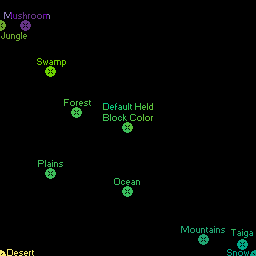 Mushroom
Jungle
Swamp
Forest
Default Held
Block Color
Plains
Ocean
Mountains
Taiga
Snow
Desert